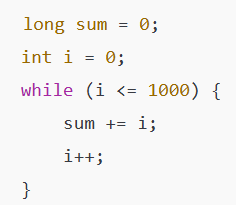 long sum = 0;
int i = 0;
while (i <= 1000) {
    sum += i;
    i++;
}